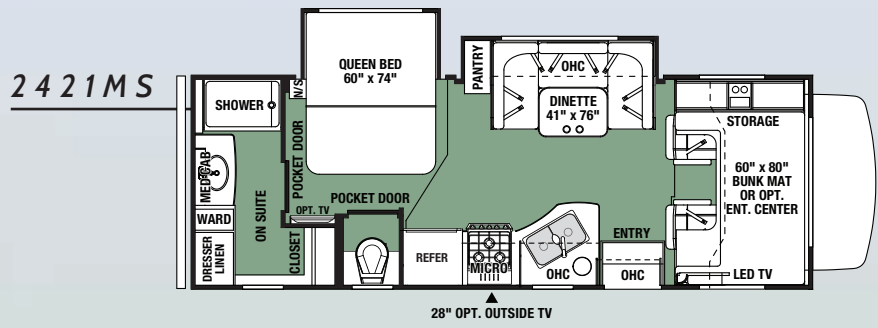 2421MS
SHOWER
N/S
QUEEN BED
60" x 74"
PANTRY
OHC
DINETTE
41" x 76"
STORAGE
60" x 80"
BUNK MAT
OR OPT.
ENT. CENTER
MED CAB
POCKET DOOR
ON SUITE
POCKET DOOR
OPT. TV
WARD
DRESSER
LINEN
CLOSET
REFER
MICRO
OHC
ENTRY
OHC
LED TV
28" OPT. OUTSIDE TV